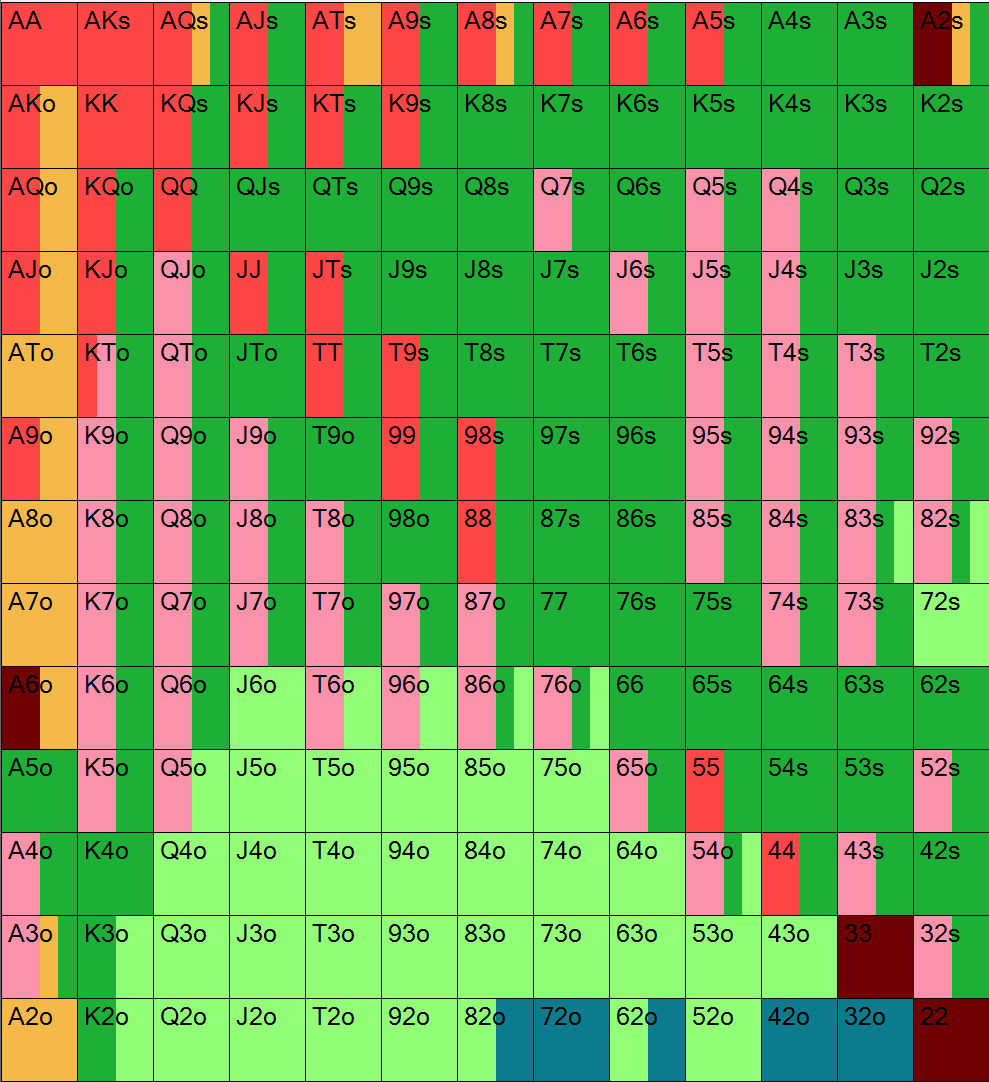 AA AKs AQs AJs ATs A9s A8s A7s A6s A5s A4s A3s A2s
AKo KK KQs KJs KTs K9s K8s K7s K6s K5s K4s K3s K2s
AQo KQo QQ QJs QTs Q9s Q8s Q7s Q6s Q5s Q4s Q3s Q2s
AJo KJo QJo JJ JTs J9s J8s J7s J6s J5s J4s J3s J2s
ATo KTo QTo JTo TT T9s T8s T7s T6s T5s T4s T3s T2s
A9o K9o Q9o J9o T9o 99 98s 97s 96s 95s 94s 93s 92s
A8o K8o Q8o J8o T8o 98o 88 87s 86s 85s 84s 83s 82s
A7o K7o Q7o J7o T7o 97o 87o 77 76s 75s 74s 73s 72s
A6o K6o Q6o J6o T6o 96o 86o 76o 66 65s 64s 63s 62s
A5o K5o Q5o J5o T5o 95o 85o 75o 65o 55 54s 53s 52s
A4o K4o Q4o J4o T4o 94o 84o 74o 64o 54o 44 43s 42s
A3o K3o Q3o J3o T3o 93o 83o 73o 63o 53o 43o 33 32s
A2o K2o Q2o J2o T2o 92o 82o 72o 62o 52o 42o 32o 22